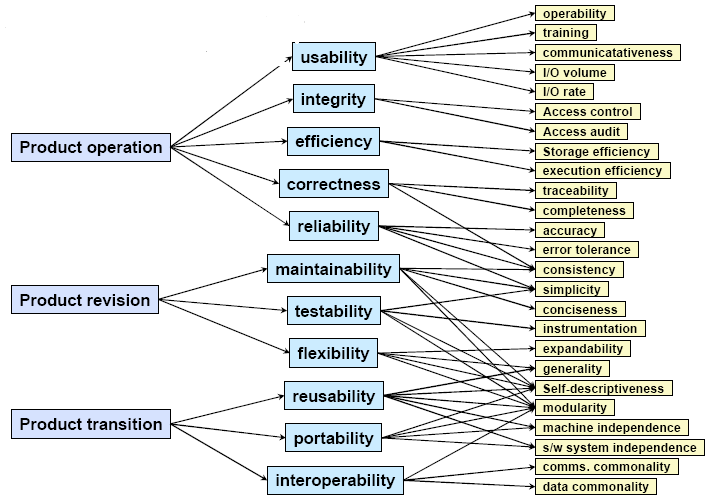 Product operation
Product revision
Product transition
usability
integrity
efficiency
correctness
reliability
maintainability
testability
flexibility
reusability
portability
interoperability
operability
training
communicatativeness
I/O volume
I/O rate
Access control
Access audit
Storage efficiency
execution efficiency
traceability
completeness
accuracy
error tolerance
consistency
simplicity
conciseness
instrumentation
expandability
generality
Self-descriptiveness
modularity
machine independence
s/w system independence
comms. commonality
data commonality